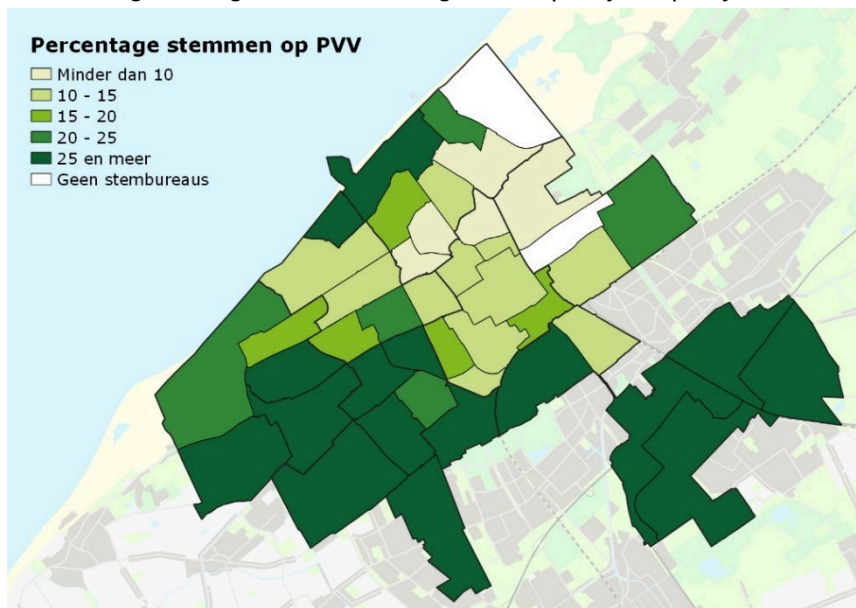 Percentage stemmen op PVV
Minder dan 10
10 - 15
15 - 20
20 - 25
25 en meer
Geen stembureaus